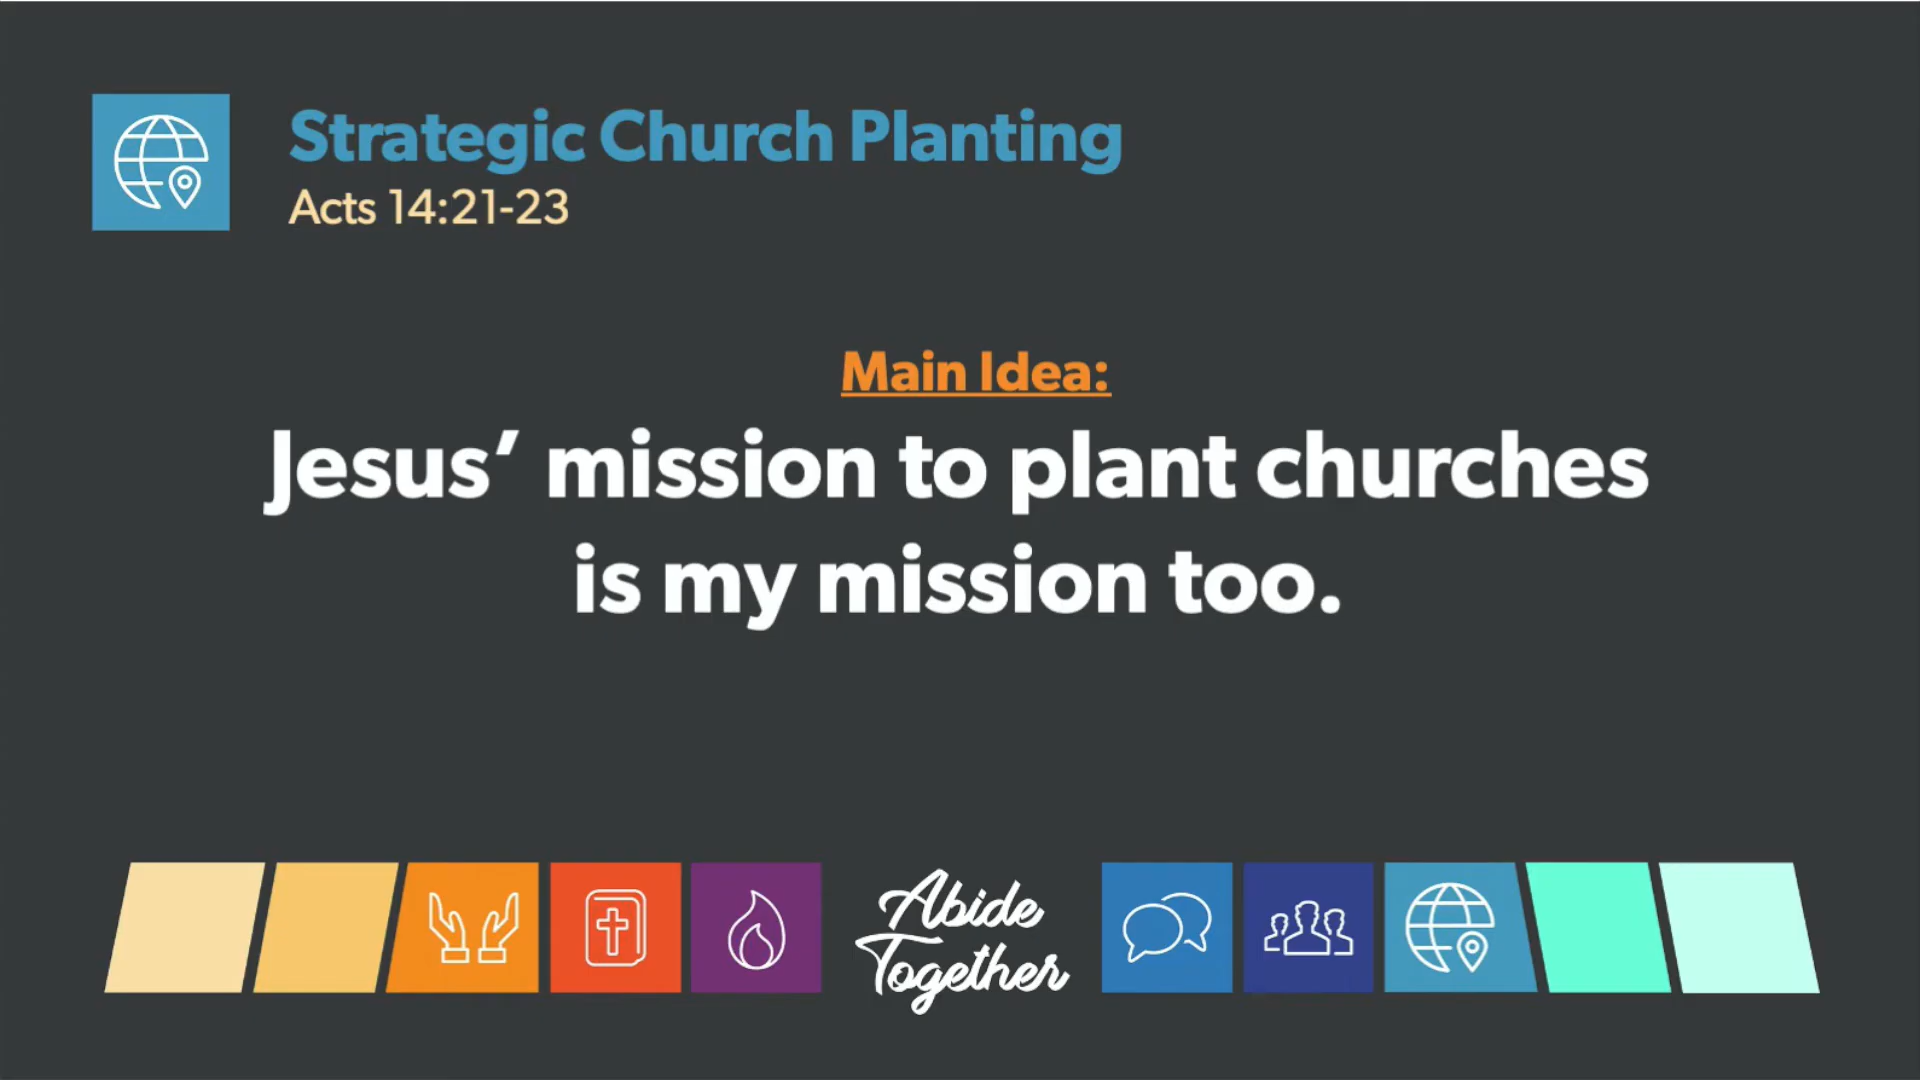 Strategic Church Planting
Acts 14:21-23
Main Idea:
Jesus’ mission to plant churches
is my mission too.
Abide
Together